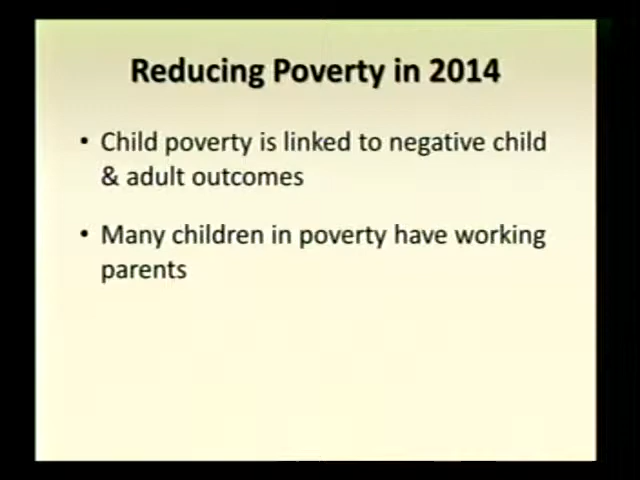 Reducing Poverty in 2014
• Child poverty is linked to negative child
& adult outcomes
• Many children in poverty have working
parents